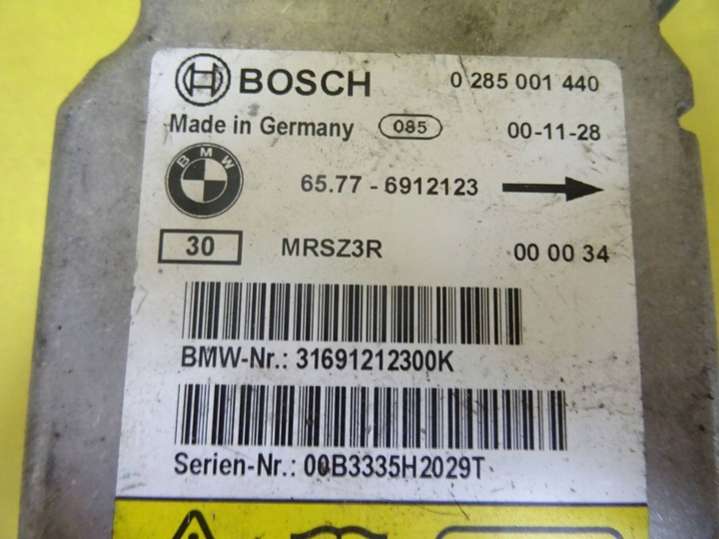 BOSCH 0 285 001 440
Made in Germany 085 00-11-28
BMW 65.77 - 6912123
30 MRSZ3R 00 00 34
BMW-Nr.: 31691212300K
Serien-Nr.: 00B3335H2029T